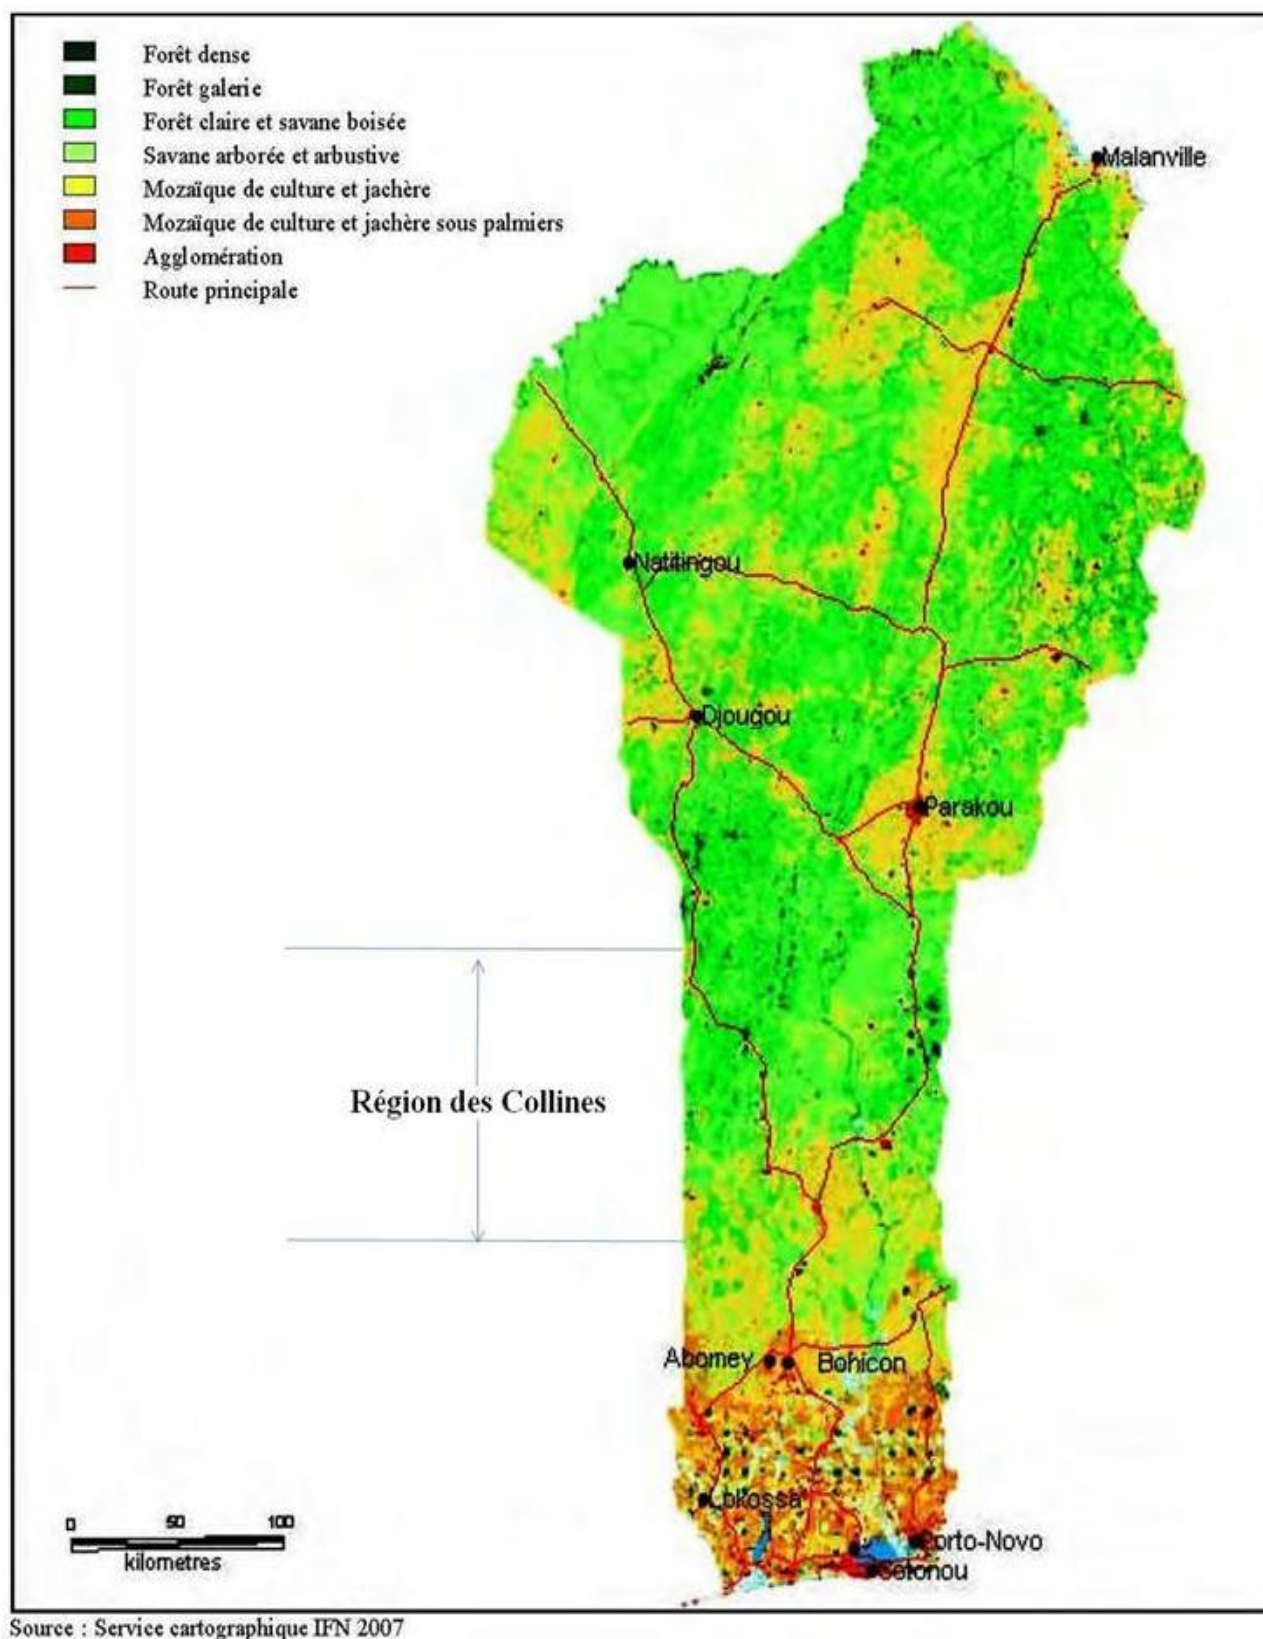 Forêt dense
Forêt galerie
Forêt claire et savane boisée
Savane arborée et arbustive
Mozaïque de culture et jachère
Mozaïque de culture et jachère sous palmiers
Agglomération
Route principale
Malanville
Natitingou
Djougou
Parakou
Région des Collines
Abomey
Bohicon
Lokossa
Porto-Novo
Cotonou
0 50 100
kilometres
Source : Service cartographique IFN 2007